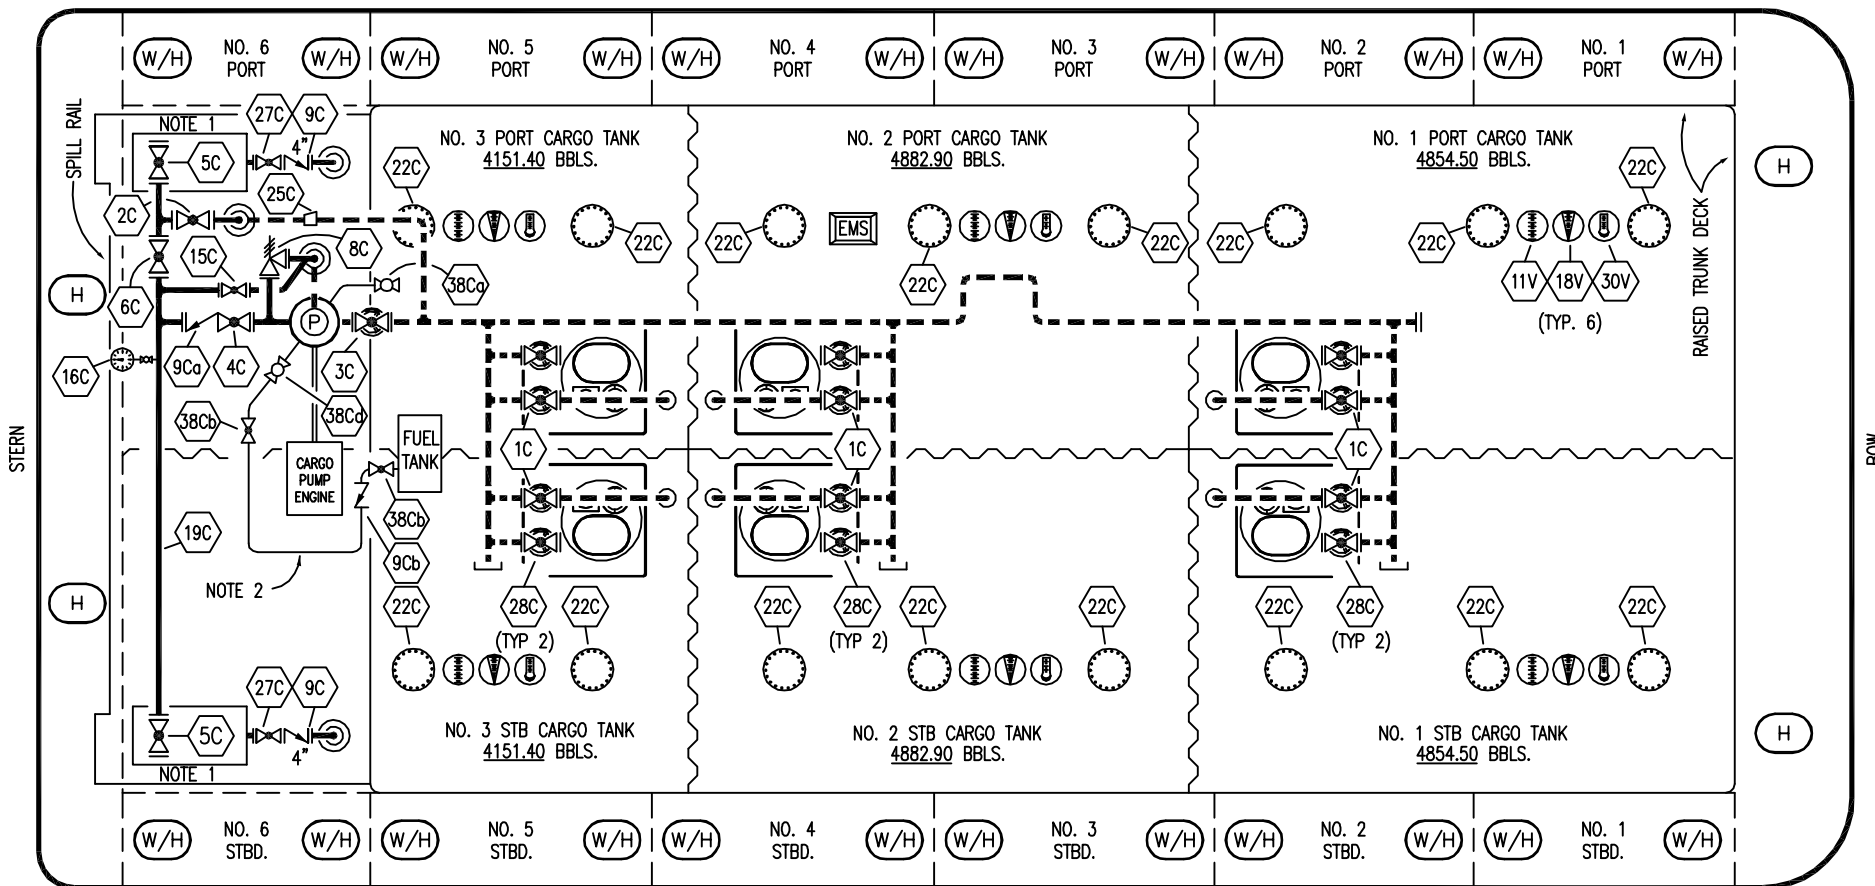 NO. 6
PORT
NO. 5
PORT
NO. 4
PORT
NO. 3
PORT
NO. 2
PORT
NO. 1
PORT
W/H
W/H
W/H
W/H
W/H
W/H
W/H
W/H
W/H
W/H
W/H
SPILL RAIL
NOTE 1
27C
9C
4"
5C
25C
2C
15C
8C
6C
H
P
38Ca
16C
9Ca
4C
3C
38Cd
38Cb
CARGO
PUMP
ENGINE
FUEL
TANK
38Cb
9Cb
19C
NOTE 2
H
STERN
27C
9C
4"
5C
NOTE 1
NO. 3 PORT CARGO TANK
4151.40 BBLS.
22C
22C
1C
22C
28C
22C
(TYP 2)
NO. 3 STB CARGO TANK
4151.40 BBLS.
NO. 2 PORT CARGO TANK
4882.90 BBLS.
22C
EMS
22C
22C
1C
22C
28C
22C
22C
(TYP 2)
NO. 2 STB CARGO TANK
4882.90 BBLS.
NO. 1 PORT CARGO TANK
4854.50 BBLS.
22C
22C
22C
11V
18V
30V
(TYP. 6)
1C
22C
28C
22C
22C
(TYP 2)
NO. 1 STB CARGO TANK
4854.50 BBLS.
RAISED TRUNK DECK
H
H
BOW
NO. 6
STBD.
NO. 5
STBD.
NO. 4
STBD.
NO. 3
STBD.
NO. 2
STBD.
NO. 1
STBD.
W/H
W/H
W/H
W/H
W/H
W/H
W/H
W/H
W/H
W/H
W/H